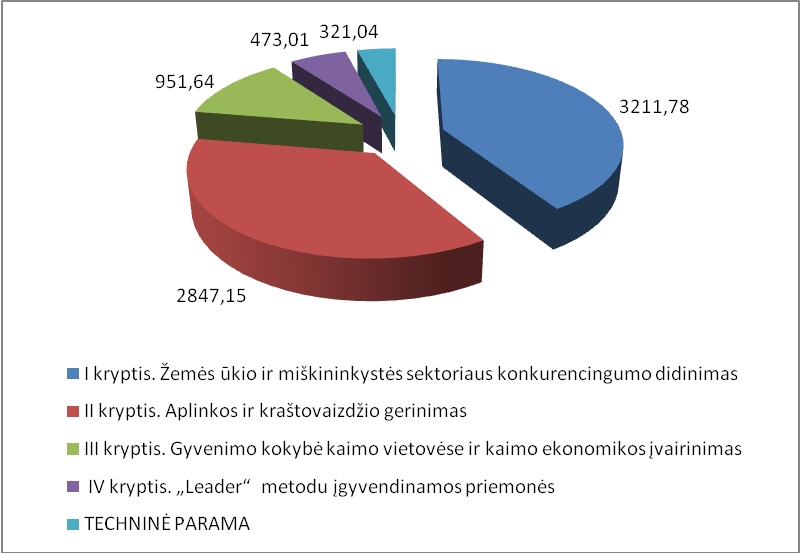 321,04
473,01
951,64
3211,78
2847,15
I kryptis. Žemės ūkio ir miškininkystės sektoriaus konkurencingumo didinimas
II kryptis. Aplinkos ir kraštovaizdžio gerinimas
III kryptis. Gyvenimo kokybė kaimo vietovėse ir kaimo ekonomikos įvairinimas
IV kryptis. „Leader“ metodu įgyvendinamos priemonės
TECHNINĖ PARAMA